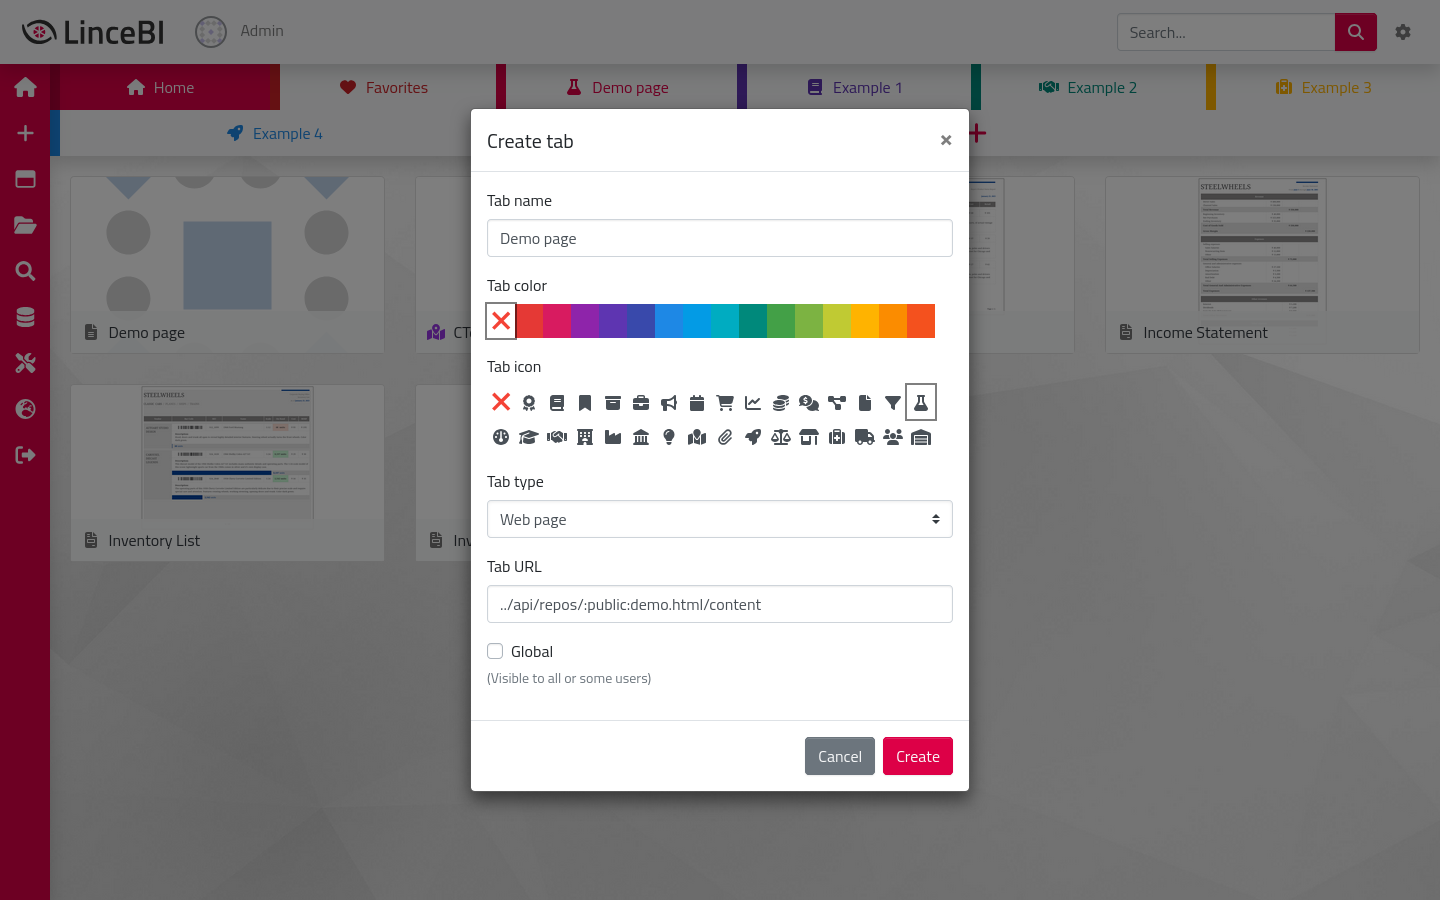 LinceBI
Admin
Search...
Home
Favorites
Demo page
Example 1
Example 2
Example 3
Example 4
Create tab
×
Tab name
Demo page
Tab color
Tab icon
Tab type
Web page
Tab URL
../api/repos/:public:demo.html/content
Global
(Visible to all or some users)
Cancel
Create
Demo page
STEELWHEELS
Income Statement
STEELWHEELS
Inventory List